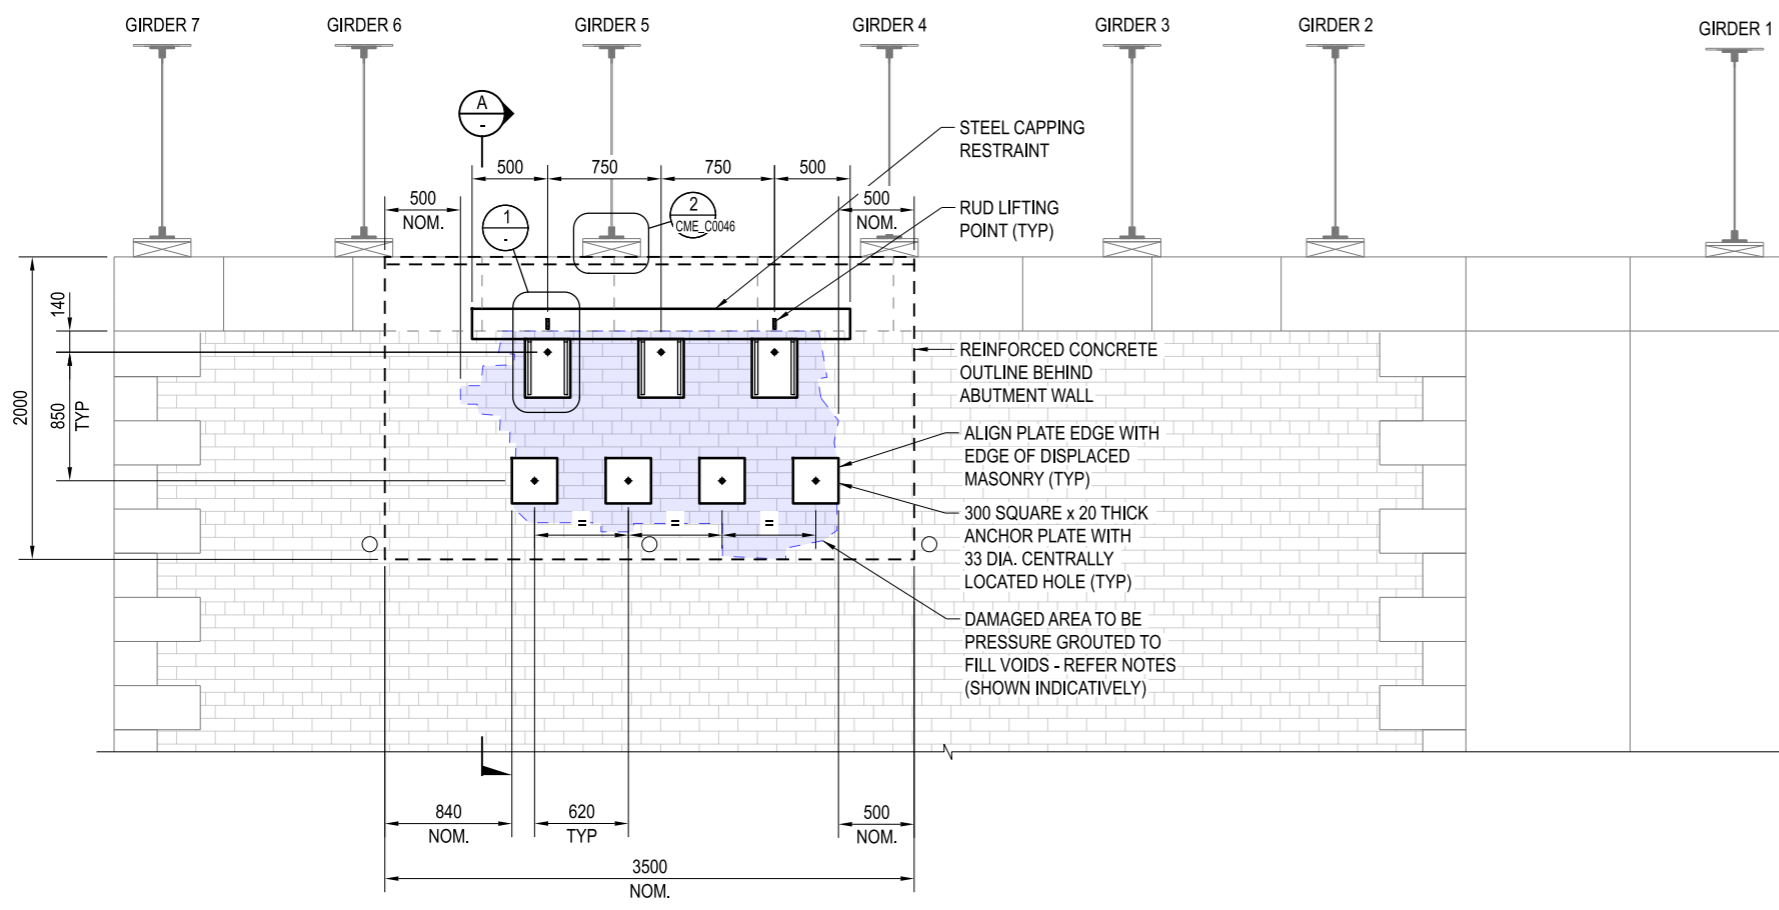 GIRDER 7
GIRDER 6
GIRDER 5
GIRDER 4
GIRDER 3
GIRDER 2
GIRDER 1
A
-
STEEL CAPPING
RESTRAINT
500
750
750
500
500
NOM.
1
-
2
CME_C0046
500
NOM.
RUD LIFTING
POINT (TYP)
140
2000
850
TYP
REINFORCED CONCRETE
OUTLINE BEHIND
ABUTMENT WALL
ALIGN PLATE EDGE WITH
EDGE OF DISPLACED
MASONRY (TYP)
300 SQUARE x 20 THICK
ANCHOR PLATE WITH
33 DIA. CENTRALLY
LOCATED HOLE (TYP)
=
=
=
DAMAGED AREA TO BE
PRESSURE GROUTED TO
FILL VOIDS - REFER NOTES
(SHOWN INDICATIVELY)
840
NOM.
620
TYP
500
NOM.
3500
NOM.